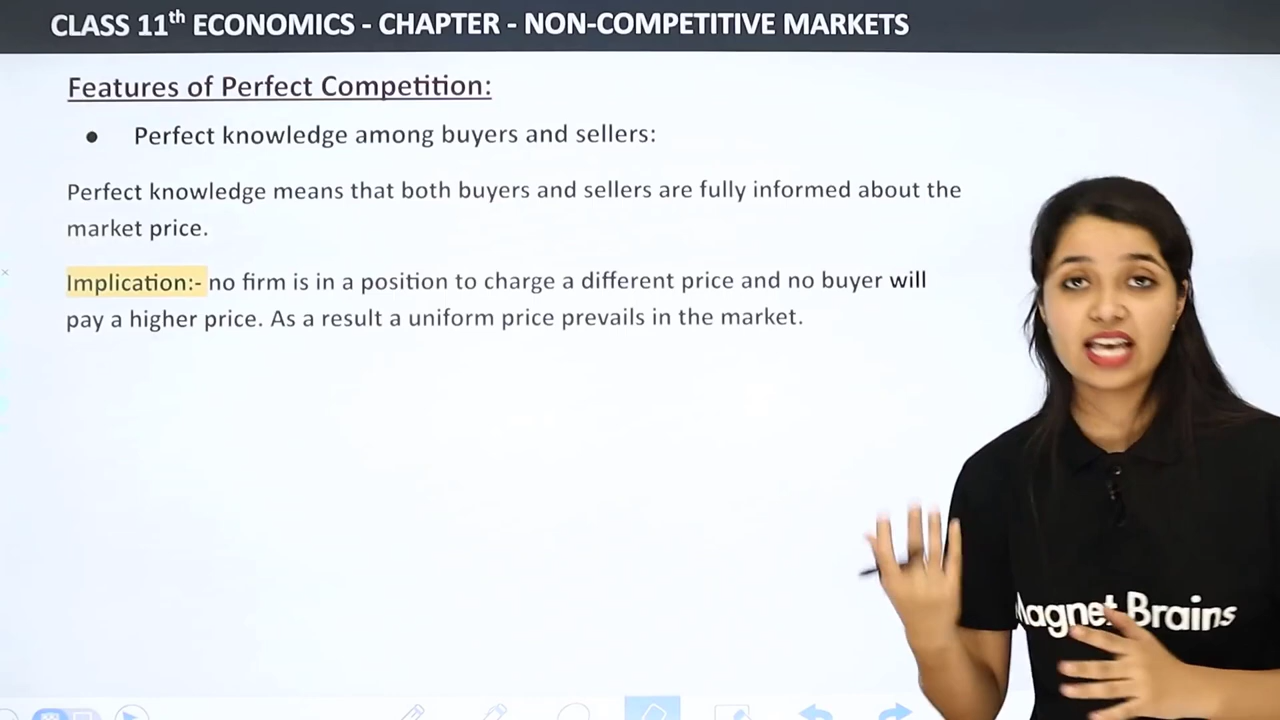 CLASS 11th ECONOMICS - CHAPTER - NON-COMPETITIVE MARKETS
Features of Perfect Competition:
● Perfect knowledge among buyers and sellers:
Perfect knowledge means that both buyers and sellers are fully informed about the
market price.
Implication:- no firm is in a position to charge a different price and no buyer will
pay a higher price. As a result a uniform price prevails in the market.
Magnet Brains